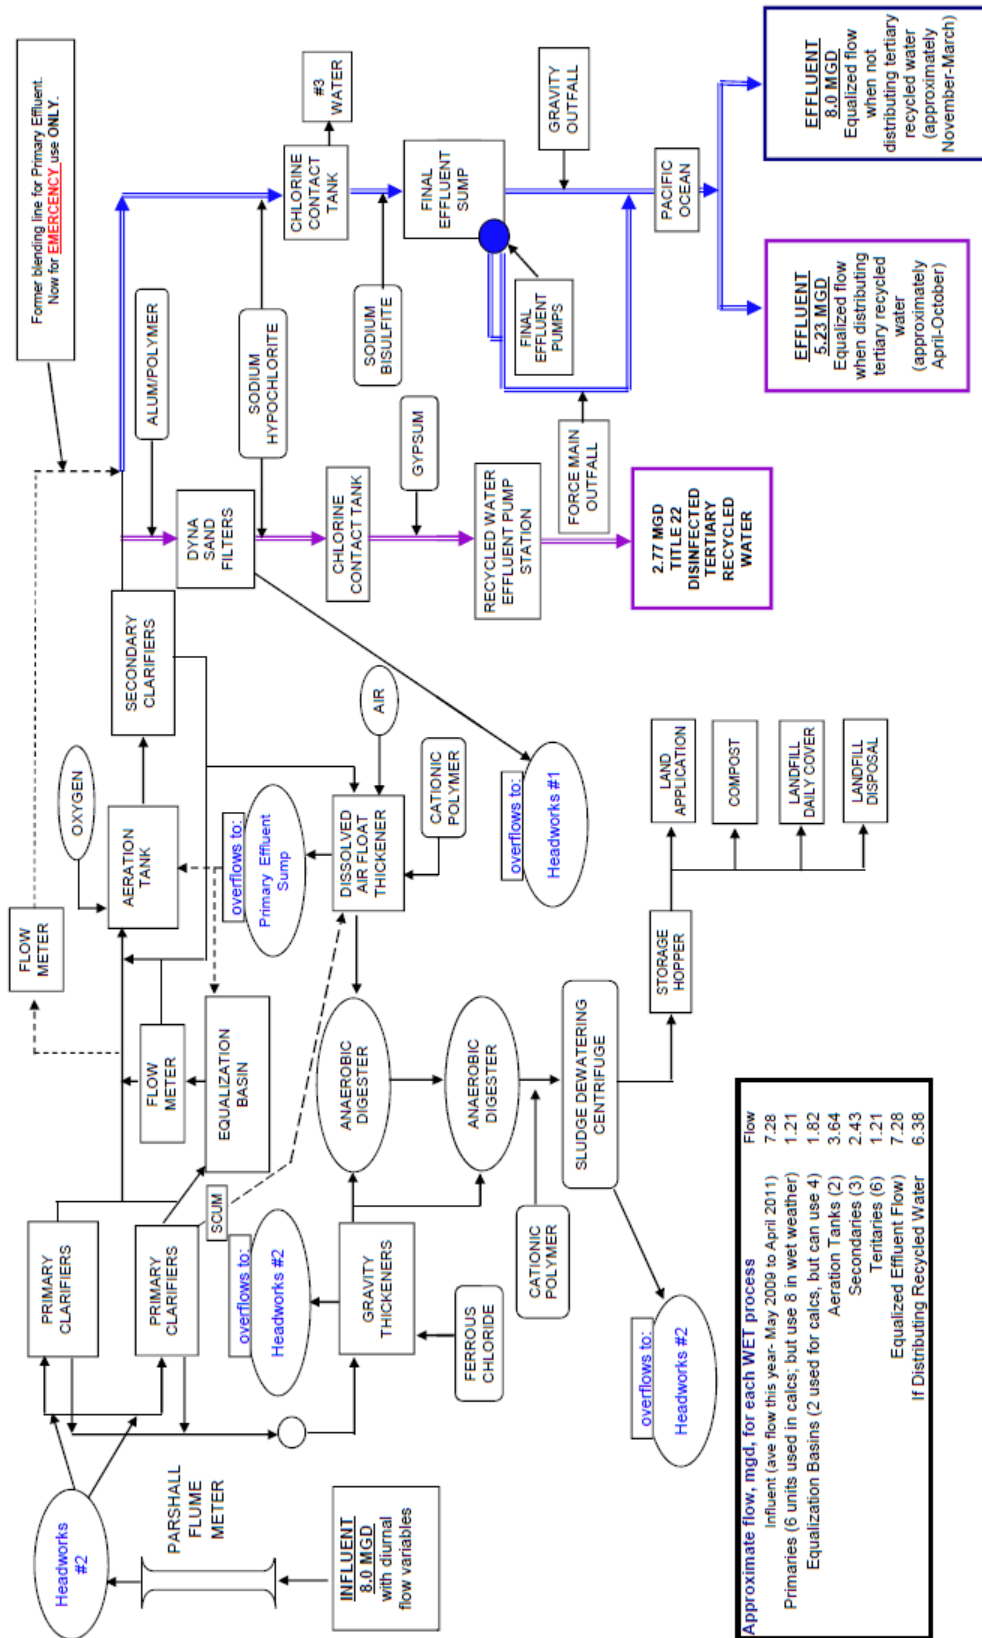 Former blending line for Primary Effluent.
Now for EMERCENCY use ONLY.
FLOW
METER
OXYGEN
ALUM/POLYMER
Headworks
#2
PARSHALL
FLUME
METER
INFLUENT
8.0 MGD
with diurnal
flow variables
PRIMARY
CLARIFIERS
PRIMARY
CLARIFIERS
SCUM
FLOW
METER
EQUALIZATION
BASIN
AERATION
TANK
SECONDARY
CLARIFIERS
DYNA
SAND
FILTERS
SODIUM
HYPOCHLORITE
CHLORINE
CONTACT
TANK
#3
WATER
overflows to:
Headworks #2
overflows to:
Primary Effluent
Sump
GRAVITY
THICKENERS
FERROUS
CHLORIDE
ANAEROBIC
DIGESTER
ANAEROBIC
DIGESTER
DISSOLVED
AIR FLOAT
THICKENER
AIR
CATIONIC
POLYMER
CHLORINE
CONTACT TANK
SODIUM
BISULFITE
GYPSUM
FINAL
EFFLUENT
SUMP
FINAL
EFFLUENT
PUMPS
RECYCLED WATER
EFFLUENT PUMP
STATION
FORCE MAIN
OUTFALL
GRAVITY
OUTFALL
overflows to:
Headworks #1
CATIONIC
POLYMER
SLUDGE DEWATERING
CENTRIFUGE
overflows to:
Headworks #2
STORAGE
HOPPER
LAND
APPLICATION
COMPOST
LANDFILL
DAILY COVER
LANDFILL
DISPOSAL
2.77 MGD
TITLE 22
DISINFECTED
TERTIARY
RECYCLED
WATER
PACIFIC
OCEAN
EFFLUENT
5.23 MGD
Equalized flow
when distributing
tertiary recycled
water
(approximately
April-October)
EFFLUENT
8.0 MGD
Equalized flow
when not
distributing tertiary
recycled water
(approximately
November-March)
Approximate flow, mgd, for each WET process Flow
Influent (ave flow this year- May 2009 to April 2011) 7.28
Primaries (6 units used in calcs; but use 8 in wet weather) 1.21
Equalization Basins (2 used for calcs, but can use 4) 1.82
Aeration Tanks (2) 3.64
Secondaries (3) 2.43
Teritaries (6) 1.21
Equalized Effluent Flow) 7.28
If Distributing Recycled Water 6.38